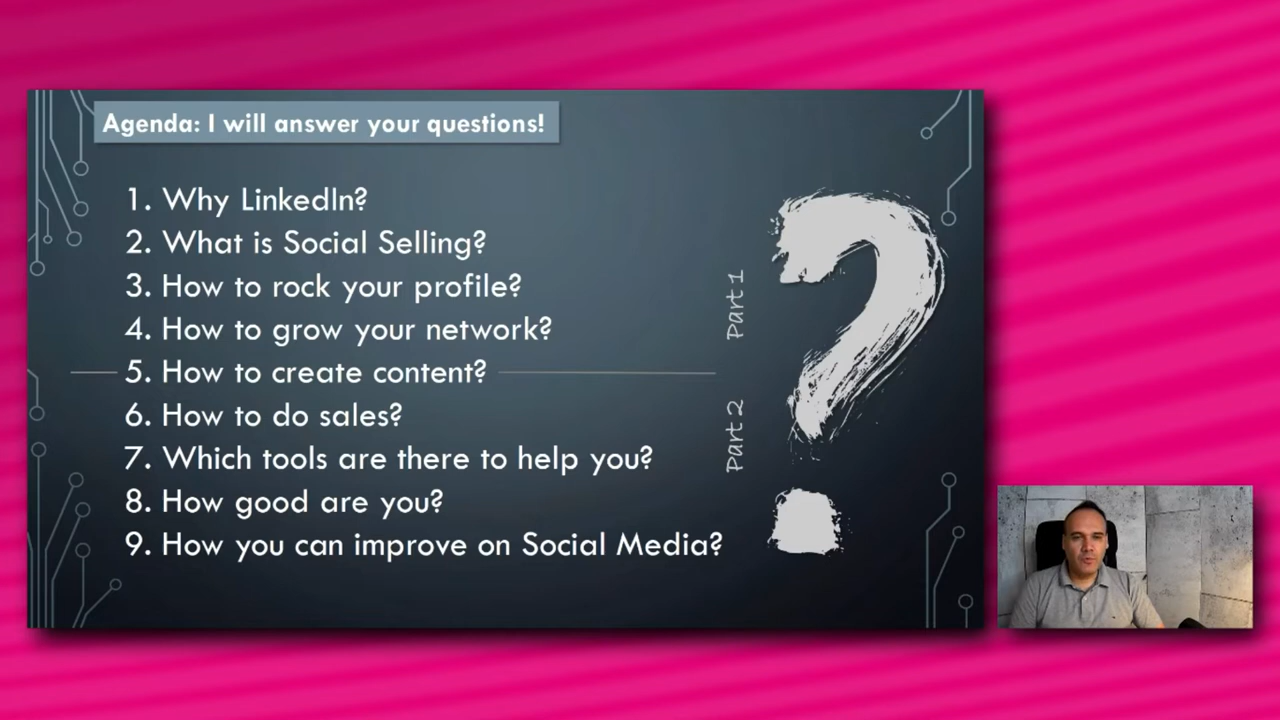 Agenda: I will answer your questions!
1. Why LinkedIn?
2. What is Social Selling?
3. How to rock your profile?
4. How to grow your network?
5. How to create content?
6. How to do sales?
7. Which tools are there to help you?
8. How good are you?
9. How you can improve on Social Media?
Part 1
Part 2
?